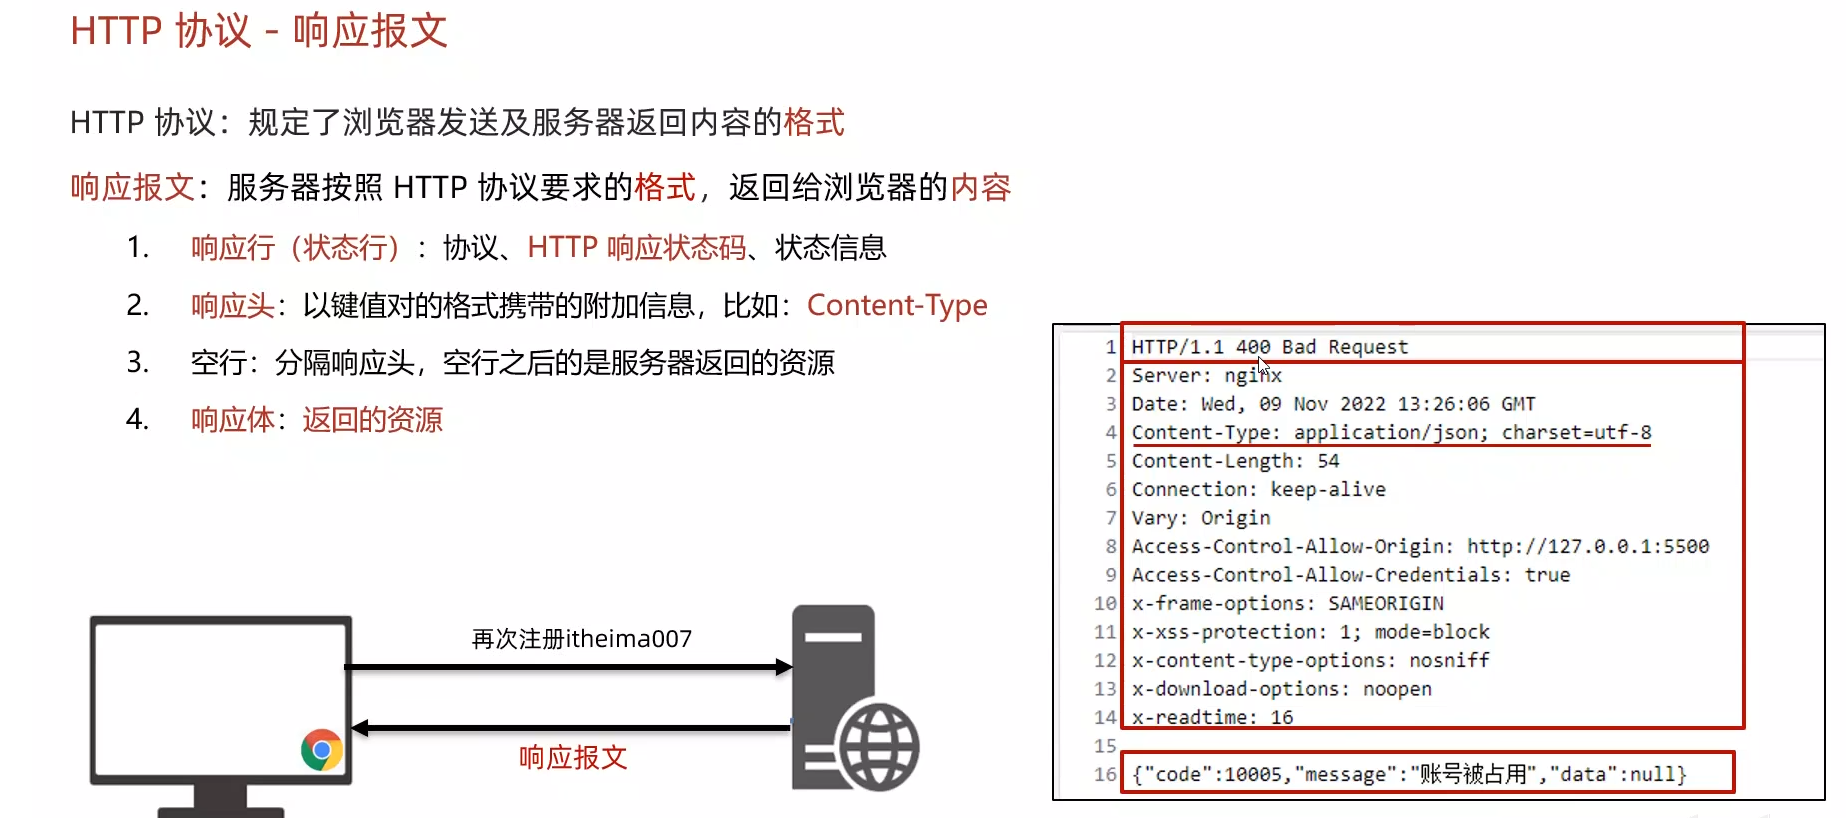 HTTP 协议 - 响应报文
HTTP 协议：规定了浏览器发送及服务器返回内容的格式
响应报文：服务器按照 HTTP 协议要求的格式，返回给浏览器的内容
1. 响应行（状态行）：协议、HTTP 响应状态码、状态信息
2. 响应头：以键值对的格式携带的附加信息，比如：Content-Type
3. 空行：分隔响应头，空行之后的是服务器返回的资源
4. 响应体：返回的资源
再次注册itheima007
响应报文
1 HTTP/1.1 400 Bad Request
2 Server: nginx
3 Date: Wed, 09 Nov 2022 13:26:06 GMT
4 Content-Type: application/json; charset=utf-8
5 Content-Length: 54
6 Connection: keep-alive
7 Vary: Origin
8 Access-Control-Allow-Origin: http://127.0.0.1:5500
9 Access-Control-Allow-Credentials: true
10 x-frame-options: SAMEORIGIN
11 x-xss-protection: 1; mode=block
12 x-content-type-options: nosniff
13 x-download-options: noopen
14 x-readtime: 16
15
16 {"code":10005,"message":"账号被占用","data":null}